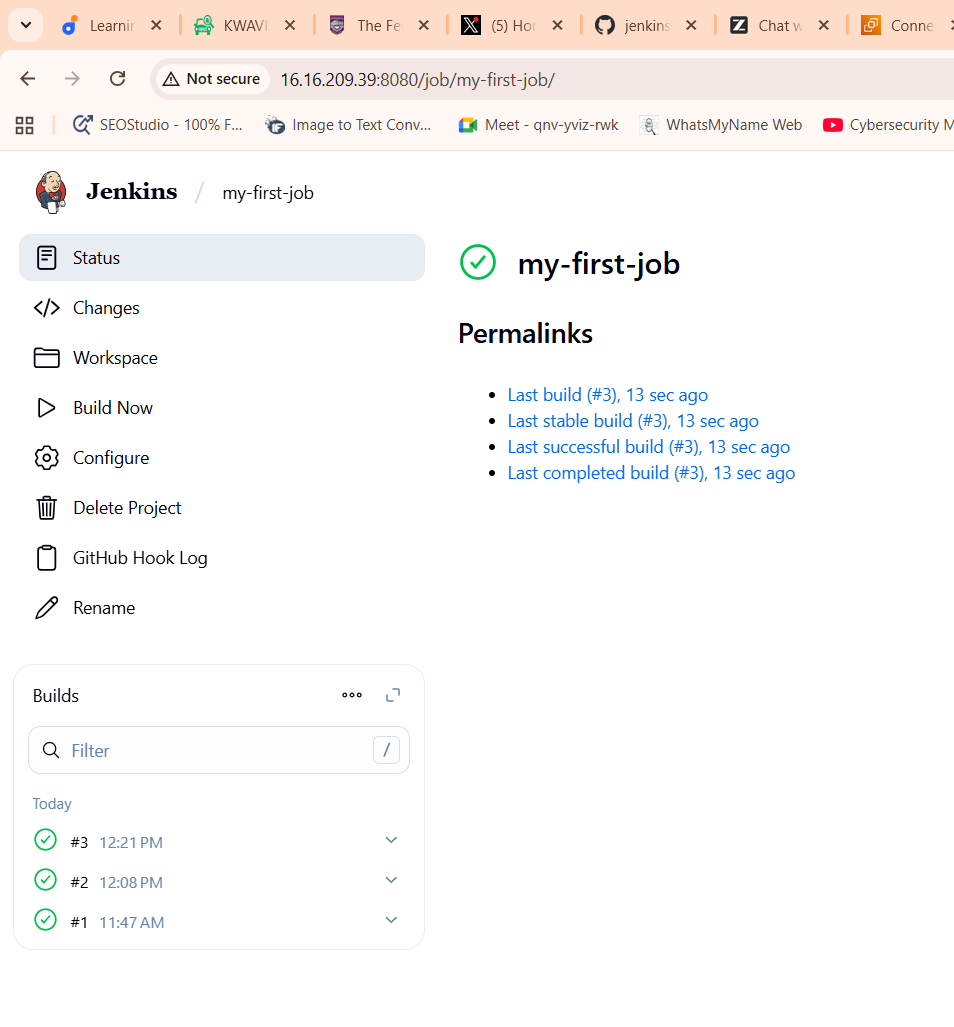 Learnin
KWAVI
The Fe
(5) Hor
jenkins
Chat w
Conne
Not secure
16.16.209.39:8080/job/my-first-job/
SEOStudio - 100% F...
Image to Text Conv...
Meet - qnv-yviz-rwk
WhatsMyName Web
Cybersecurity M
Jenkins / my-first-job
Status
Changes
Workspace
Build Now
Configure
Delete Project
GitHub Hook Log
Rename
my-first-job
Permalinks
• Last build (#3), 13 sec ago
• Last stable build (#3), 13 sec ago
• Last successful build (#3), 13 sec ago
• Last completed build (#3), 13 sec ago
Builds
Filter /
Today
#3 12:21 PM
#2 12:08 PM
#1 11:47 AM